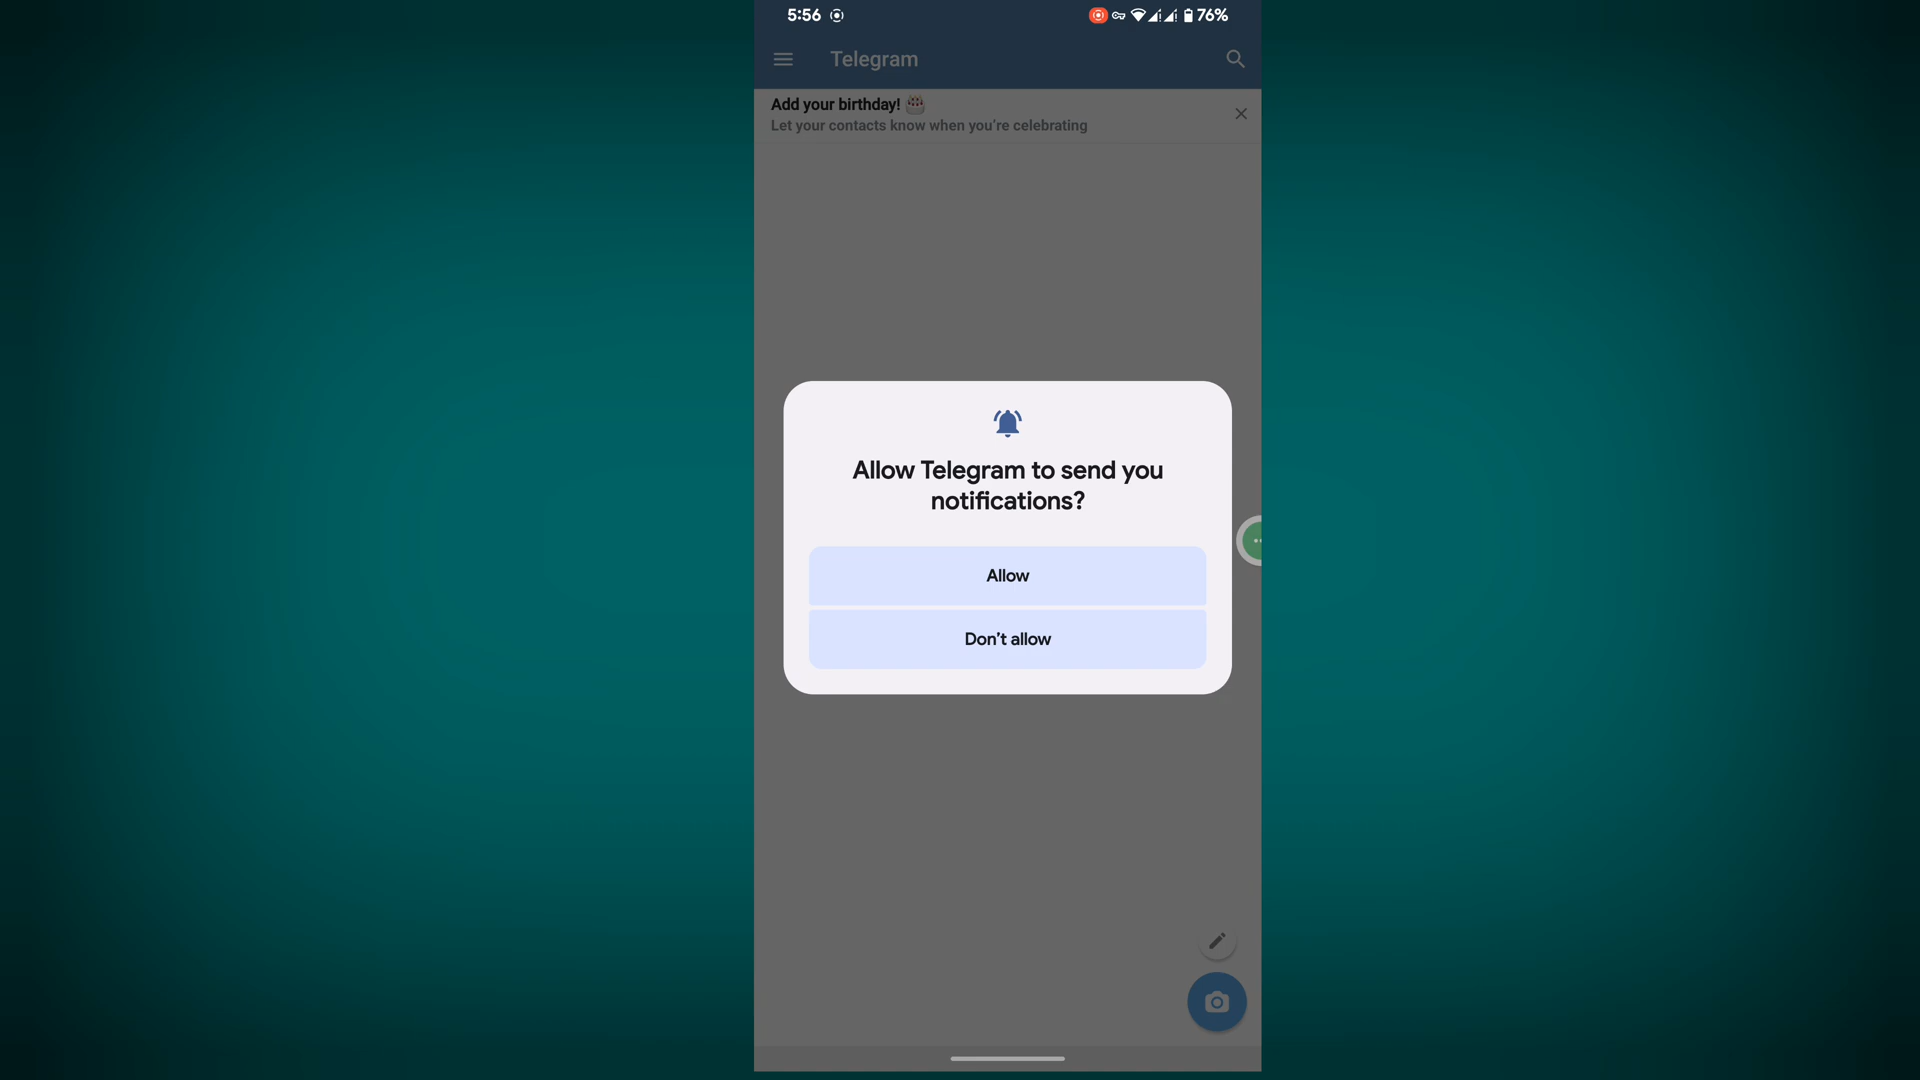 5:56
76%
Telegram
Add your birthday! 🎂
Let your contacts know when you're celebrating
Allow Telegram to send you
notifications?
Allow
Don't allow